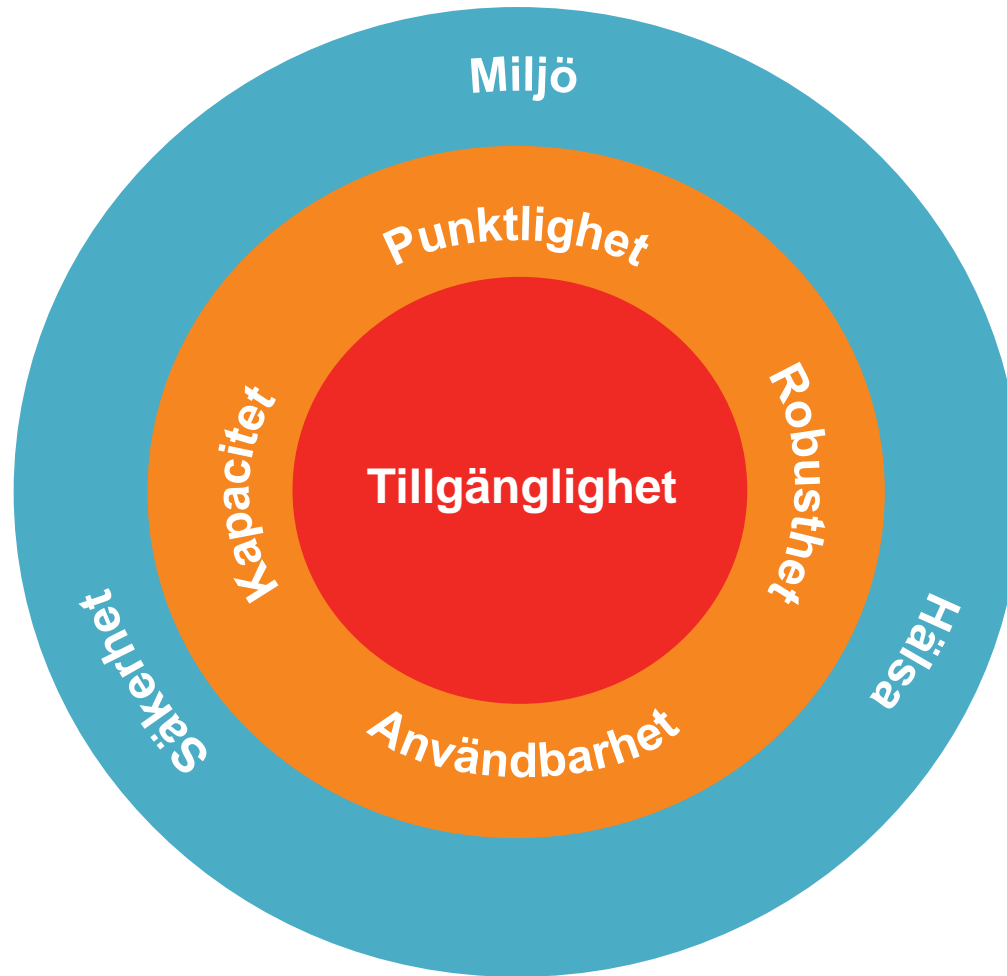 Miljö
Punktlighet
Kapacitet
Robusthet
Tillgänglighet
Säkerhet
Hälsa
Användbarhet